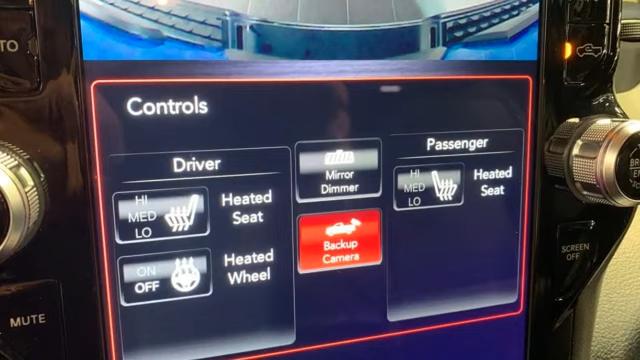 TO
Controls
Driver
Passenger
HI
MED
LO
Heated
Seat
Mirror
Dimmer
HI
MED
LO
Heated
Seat
ON
OFF
Heated
Wheel
Backup
Camera
SCREEN
OFF
MUTE